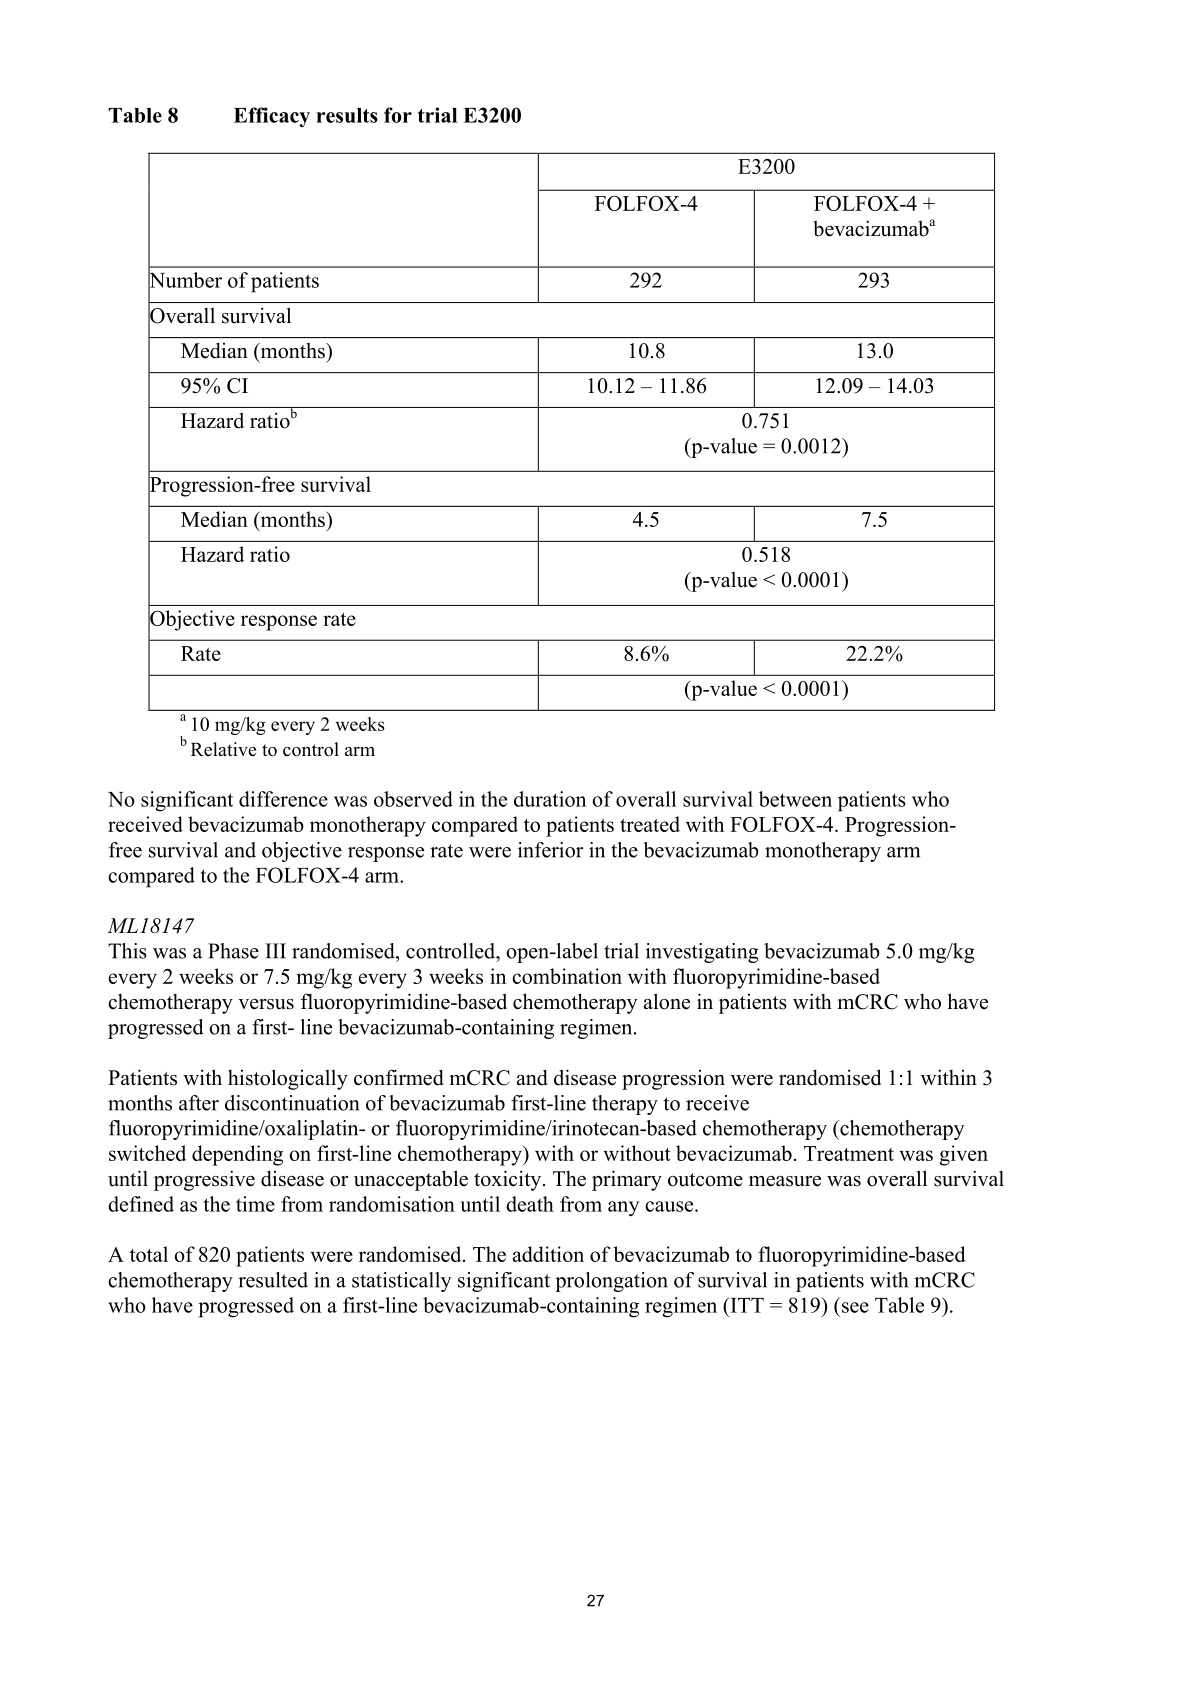 Table 8 Efficacy results for trial E3200
E3200
FOLFOX-4 FOLFOX-4 +
bevacizumabᵃ
Number of patients 292 293
Overall survival
Median (months) 10.8 13.0
95% CI 10.12 – 11.86 12.09 – 14.03
Hazard ratioᵇ 0.751
(p-value = 0.0012)
Progression-free survival
Median (months) 4.5 7.5
Hazard ratio 0.518
(p-value < 0.0001)
Objective response rate
Rate 8.6% 22.2%
(p-value < 0.0001)
ᵃ 10 mg/kg every 2 weeks
ᵇ Relative to control arm
No significant difference was observed in the duration of overall survival between patients who
received bevacizumab monotherapy compared to patients treated with FOLFOX-4. Progression-
free survival and objective response rate were inferior in the bevacizumab monotherapy arm
compared to the FOLFOX-4 arm.
ML18147
This was a Phase III randomised, controlled, open-label trial investigating bevacizumab 5.0 mg/kg
every 2 weeks or 7.5 mg/kg every 3 weeks in combination with fluoropyrimidine-based
chemotherapy versus fluoropyrimidine-based chemotherapy alone in patients with mCRC who have
progressed on a first- line bevacizumab-containing regimen.
Patients with histologically confirmed mCRC and disease progression were randomised 1:1 within 3
months after discontinuation of bevacizumab first-line therapy to receive
fluoropyrimidine/oxaliplatin- or fluoropyrimidine/irinotecan-based chemotherapy (chemotherapy
switched depending on first-line chemotherapy) with or without bevacizumab. Treatment was given
until progressive disease or unacceptable toxicity. The primary outcome measure was overall survival
defined as the time from randomisation until death from any cause.
A total of 820 patients were randomised. The addition of bevacizumab to fluoropyrimidine-based
chemotherapy resulted in a statistically significant prolongation of survival in patients with mCRC
who have progressed on a first-line bevacizumab-containing regimen (ITT = 819) (see Table 9).
27